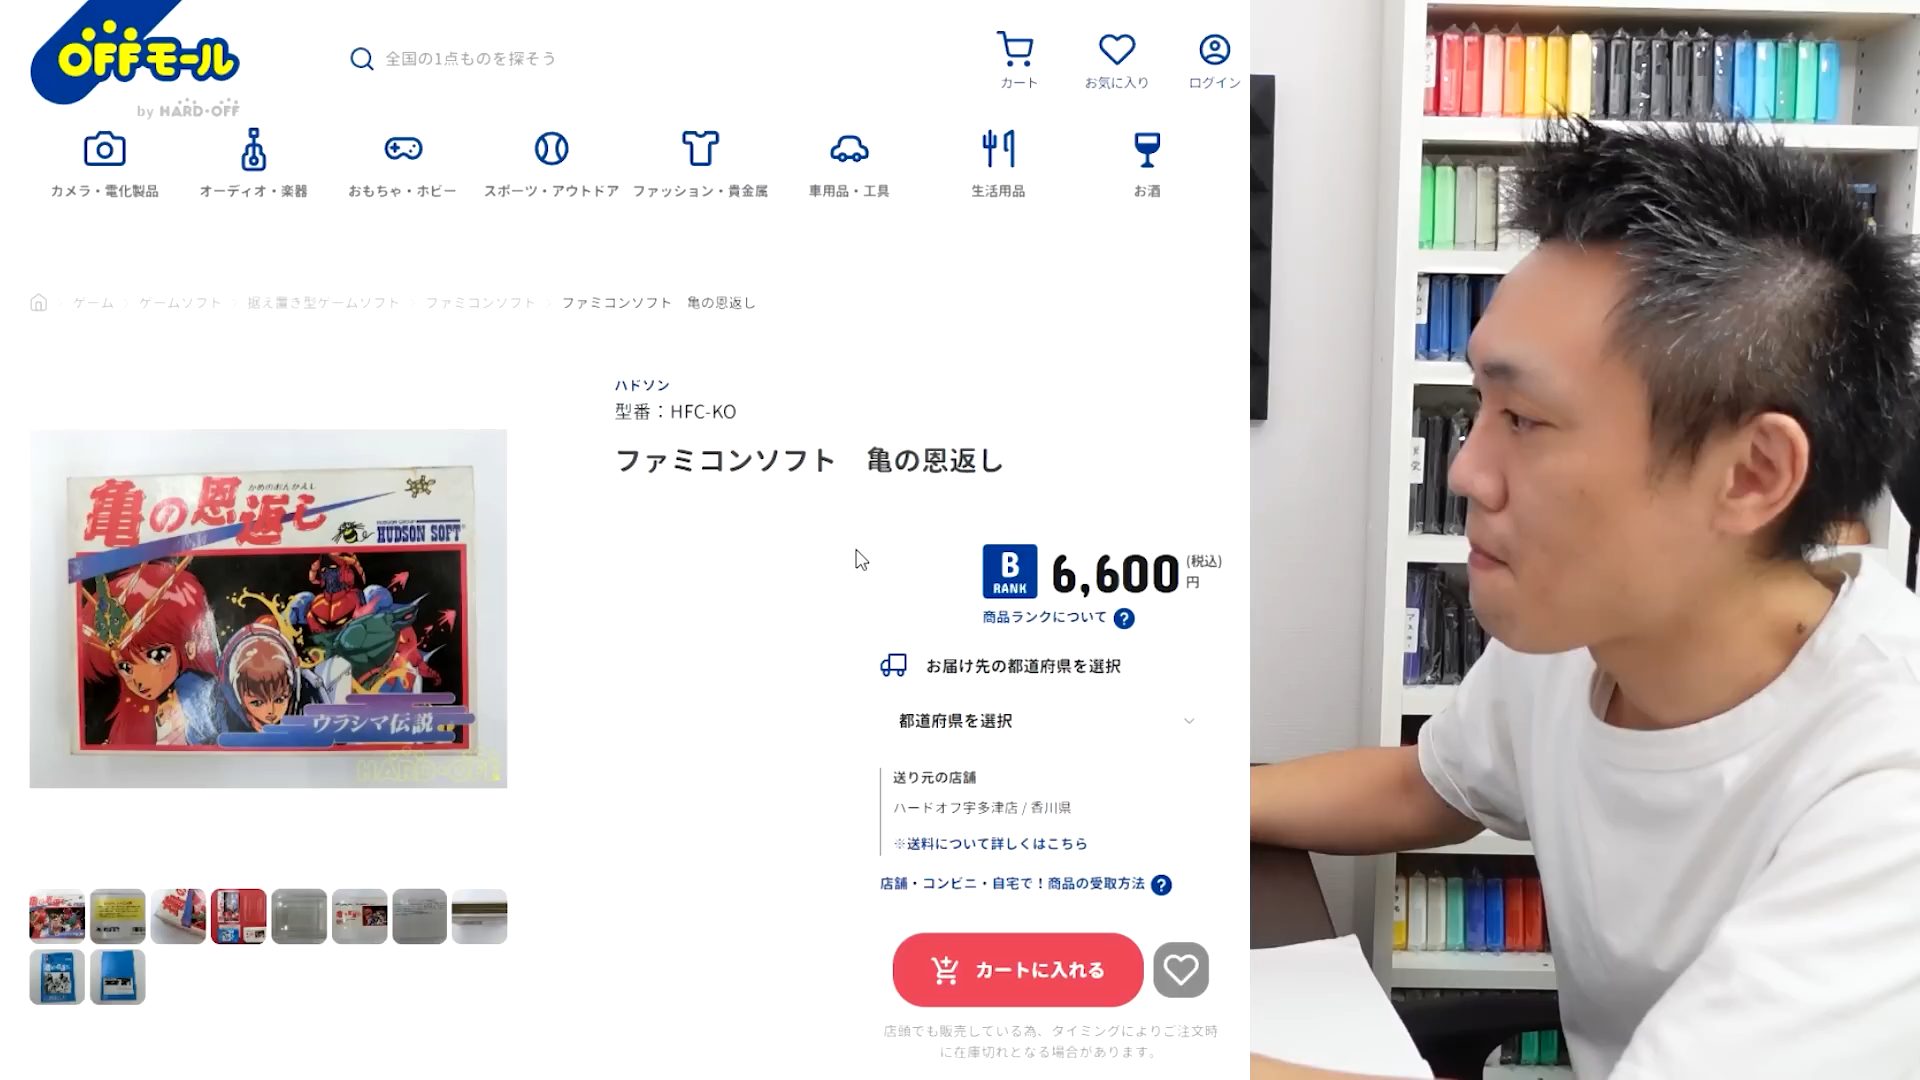 OFFモール
by HARD・OFF
全国の1点ものを探そう
カート
お気に入り
ログイン
カメラ・電化製品
オーディオ・楽器
おもちゃ・ホビー
スポーツ・アウトドア
ファッション・貴金属
車用品・工具
生活用品
お酒
ゲーム
ゲームソフト
据え置き型ゲームソフト
ファミコンソフト
ファミコンソフト 亀の恩返し
ハドソン
型番:HFC-KO
ファミコンソフト 亀の恩返し
かめのおんがえし
亀の恩返し
HUDSON GROUP
HUDSON SOFT
ウラシマ伝説
HARD・OFF
B
RANK
6,600
(税込)
円
商品ランクについて ?
お届け先の都道府県を選択
都道府県を選択
送り元の店舗
ハードオフ宇多津店 / 香川県
※送料について詳しくはこちら
店舗・コンビニ・自宅で!商品の受取方法 ?
カートに入れる
店頭でも販売している為、タイミングによりご注文時
に在庫切れとなる場合があります。